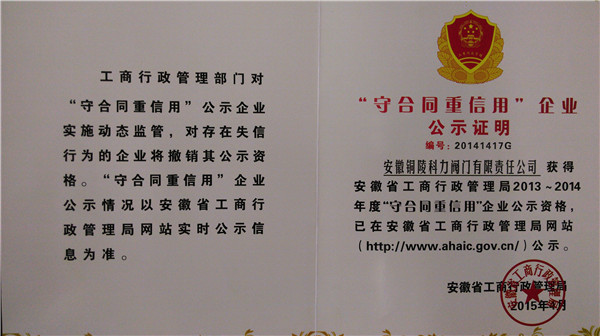 工商行政管理部门对
“守合同重信用”公示企业
实施动态监管，对存在失信
行为的企业将撤销其公示资
格。“守合同重信用”企业
公示情况以安徽省工商行
政管理局网站实时公示信
息为准。
“守合同重信用”企业
公示证明
编号：20141417G
安徽铜陵科力阀门有限责任公司 获得
安徽省工商行政管理局2013~2014
年度“守合同重信用”企业公示资格，
已在安徽省工商行政管理局网站
（http://www.ahaic.gov.cn/）公示。
安徽省工商行政管理局
2015年 月